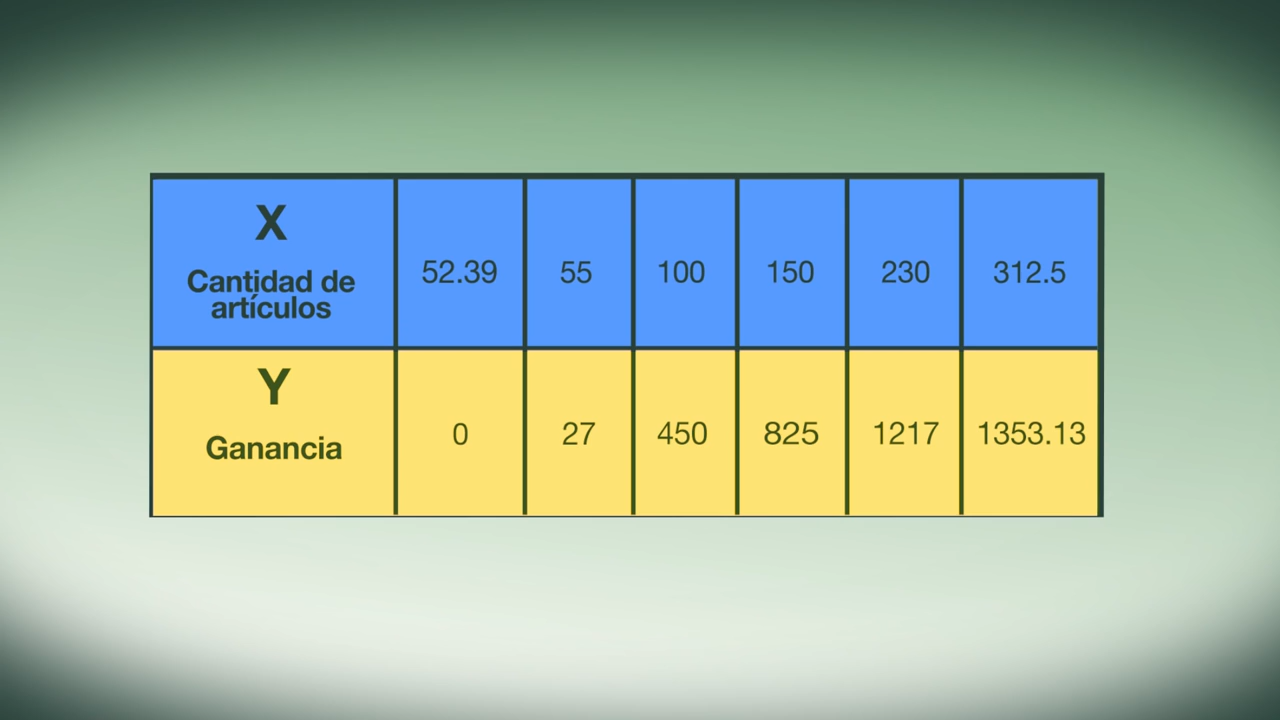 X
Cantidad de
artículos
52.39 55 100 150 230 312.5
Y
Ganancia
0 27 450 825 1217 1353.13